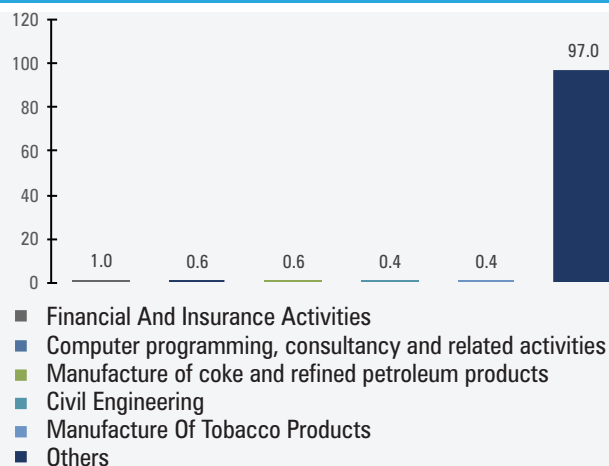 120
100
80
60
40
20
0
1.0
0.6
0.6
0.4
0.4
97.0
Financial And Insurance Activities
Computer programming, consultancy and related activities
Manufacture of coke and refined petroleum products
Civil Engineering
Manufacture Of Tobacco Products
Others